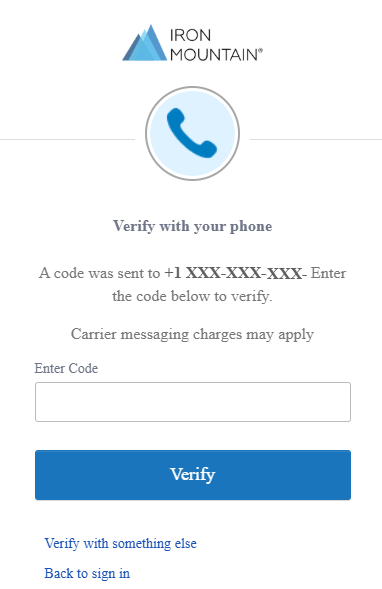 IRON
MOUNTAIN®
Verify with your phone
A code was sent to +1 XXX-XXX-XXX- Enter
the code below to verify.
Carrier messaging charges may apply
Enter Code
Verify
Verify with something else
Back to sign in